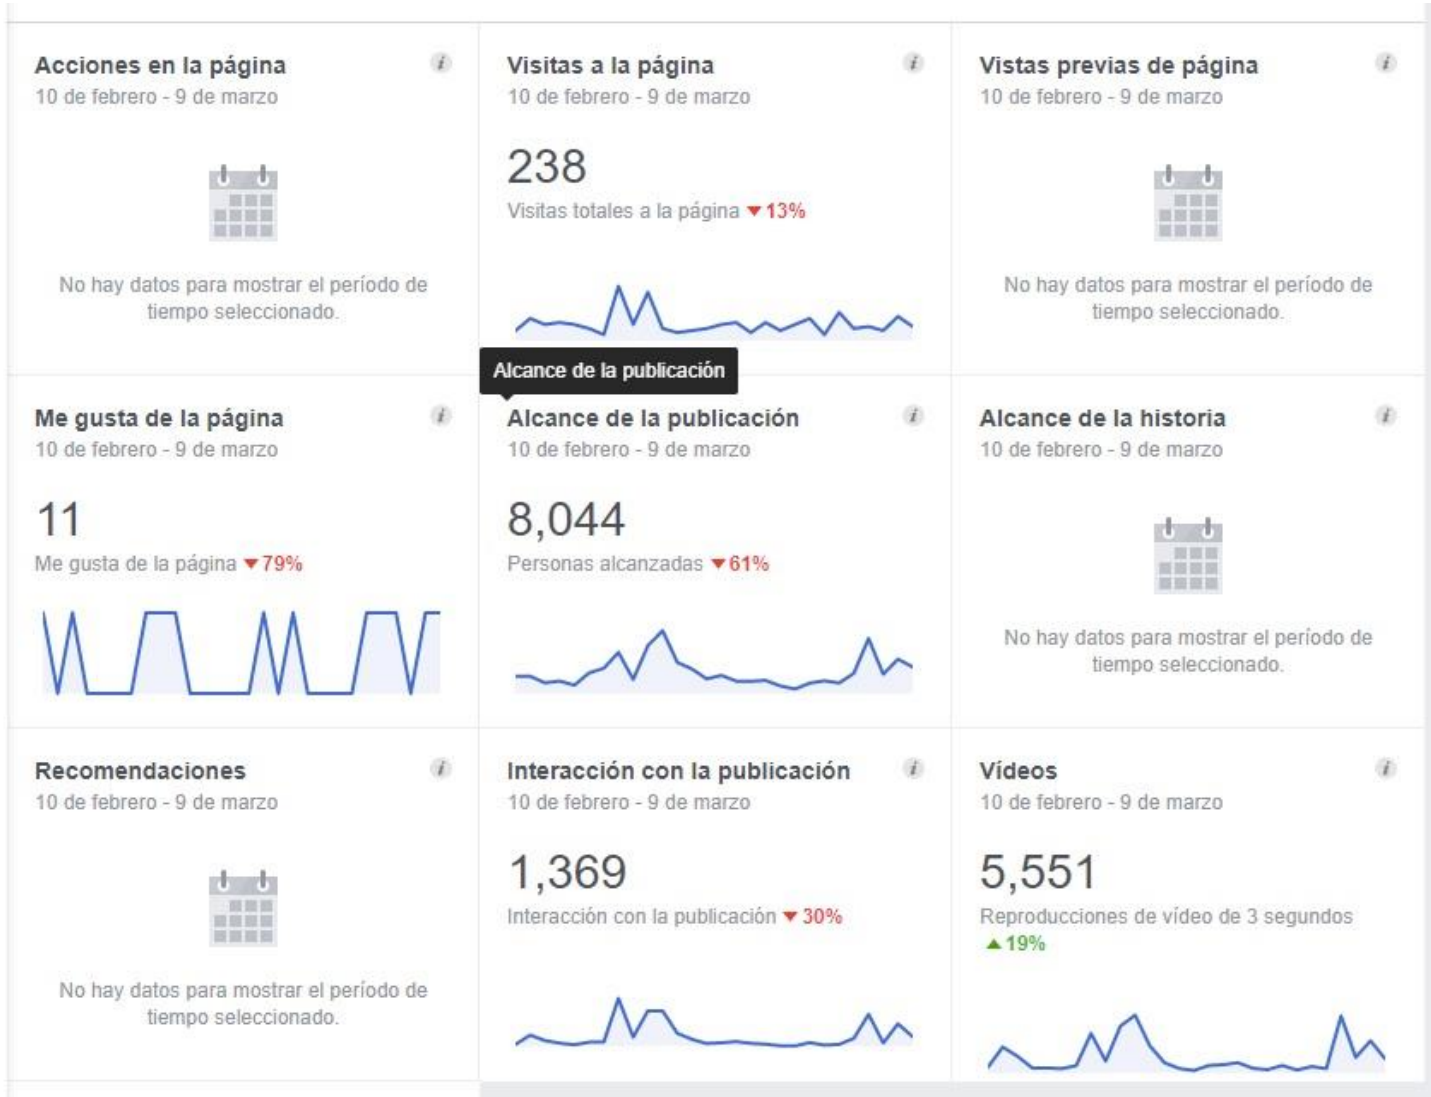 Acciones en la página
10 de febrero - 9 de marzo
No hay datos para mostrar el período de
tiempo seleccionado.
Visitas a la página
10 de febrero - 9 de marzo
238
Visitas totales a la página ▼13%
Vistas previas de página
10 de febrero - 9 de marzo
No hay datos para mostrar el período de
tiempo seleccionado.
Alcance de la publicación
Me gusta de la página
10 de febrero - 9 de marzo
11
Me gusta de la página ▼79%
Alcance de la publicación
10 de febrero - 9 de marzo
8,044
Personas alcanzadas ▼61%
Alcance de la historia
10 de febrero - 9 de marzo
No hay datos para mostrar el período de
tiempo seleccionado.
Recomendaciones
10 de febrero - 9 de marzo
No hay datos para mostrar el período de
tiempo seleccionado.
Interacción con la publicación
10 de febrero - 9 de marzo
1,369
Interacción con la publicación ▼30%
Vídeos
10 de febrero - 9 de marzo
5,551
Reproducciones de vídeo de 3 segundos
▲19%